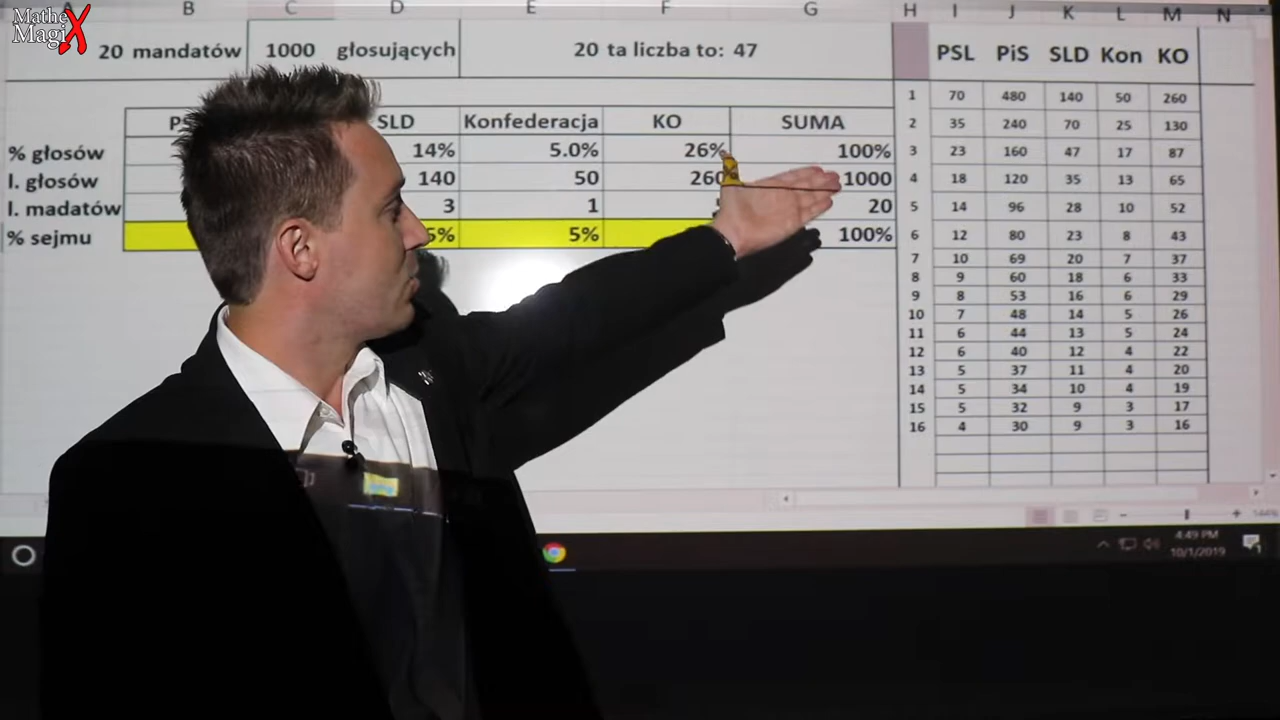 Mathe
MagiX
A B C D E F G H I J K L M N
20 mandatów 1000 głosujących 20 ta liczba to: 47
PSL PiS SLD Kon KO
SLD Konfederacja KO SUMA
% głosów 14% 5.0% 26% 100%
l. głosów 140 50 260 1000
l. madatów 3 1 20
% sejmu 5% 100%
1 70 480 140 50 260
2 35 240 70 25 130
3 23 160 47 17 87
4 18 120 35 13 65
5 14 96 28 10 52
6 12 80 23 8 43
7 10 69 20 7 37
8 9 60 18 6 33
9 8 53 16 6 29
10 7 48 14 5 26
11 6 44 13 5 24
12 6 40 12 4 22
13 5 37 11 4 20
14 5 34 10 4 19
15 5 32 9 3 17
16 4 30 9 3 16
144%
4:49 PM
10/1/2019